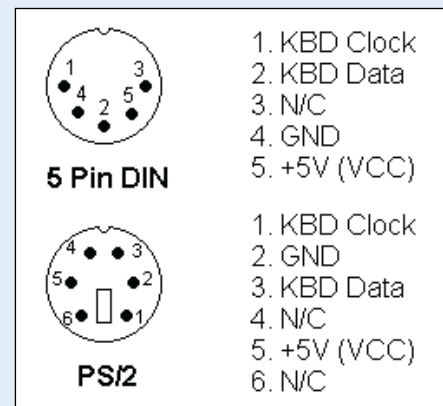 1
3
4
5
2
5 Pin DIN
1. KBD Clock
2. KBD Data
3. N/C
4. GND
5. +5V (VCC)
4
3
5
2
6
1
PS/2
1. KBD Clock
2. GND
3. KBD Data
4. N/C
5. +5V (VCC)
6. N/C